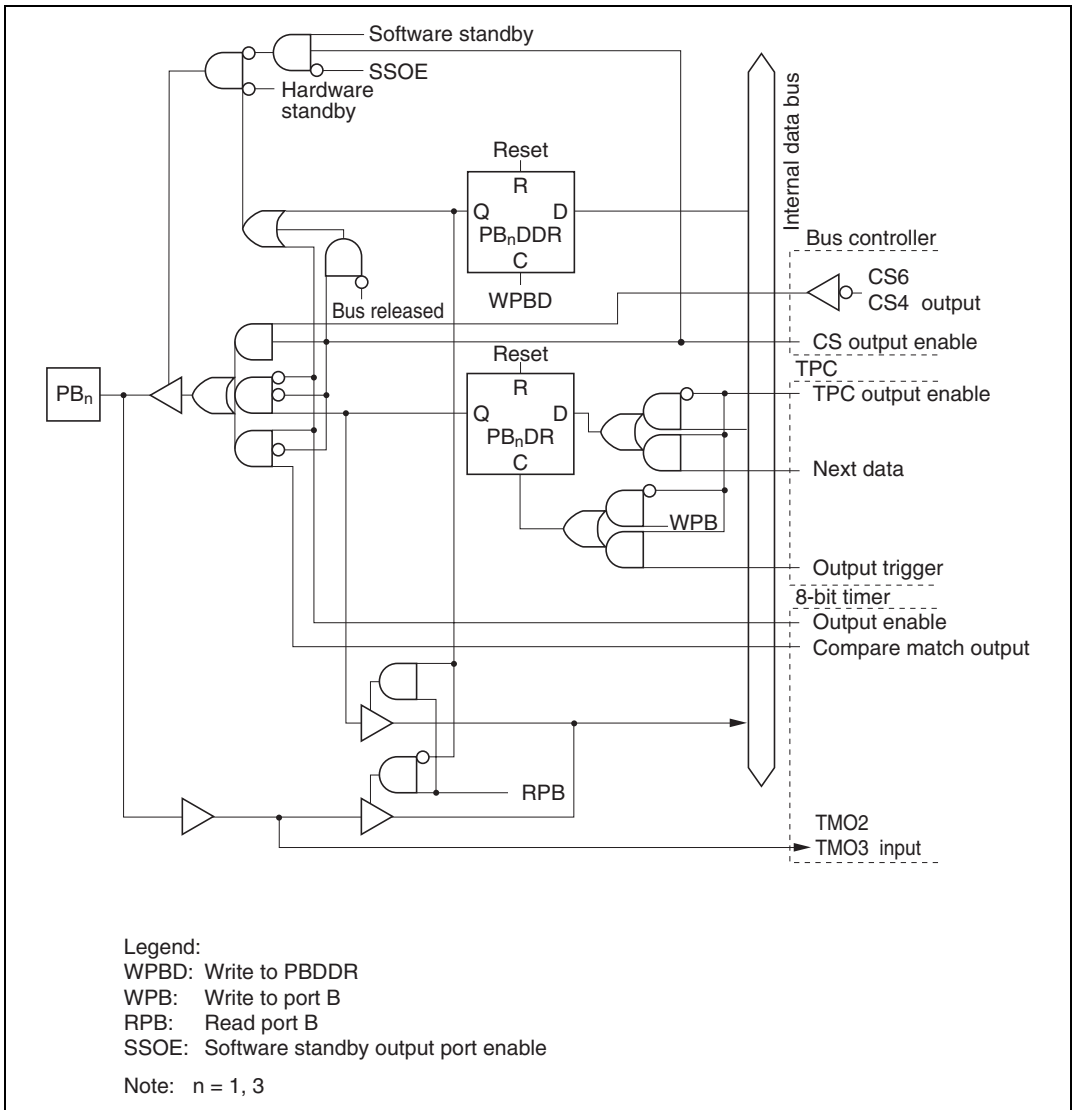 Software standby
SSOE
Hardware
standby
Internal data bus
Reset
R
Q D
PBnDDR
C
WPBD
Bus released
Bus controller
CS6
CS4 output
CS output enable
TPC
TPC output enable
Reset
R
Q D
PBnDR
C
PBn
Next data
WPB
Output trigger
8-bit timer
Output enable
Compare match output
RPB
TMO2
TMO3 input
Legend:
WPBD: Write to PBDDR
WPB: Write to port B
RPB: Read port B
SSOE: Software standby output port enable
Note: n = 1, 3